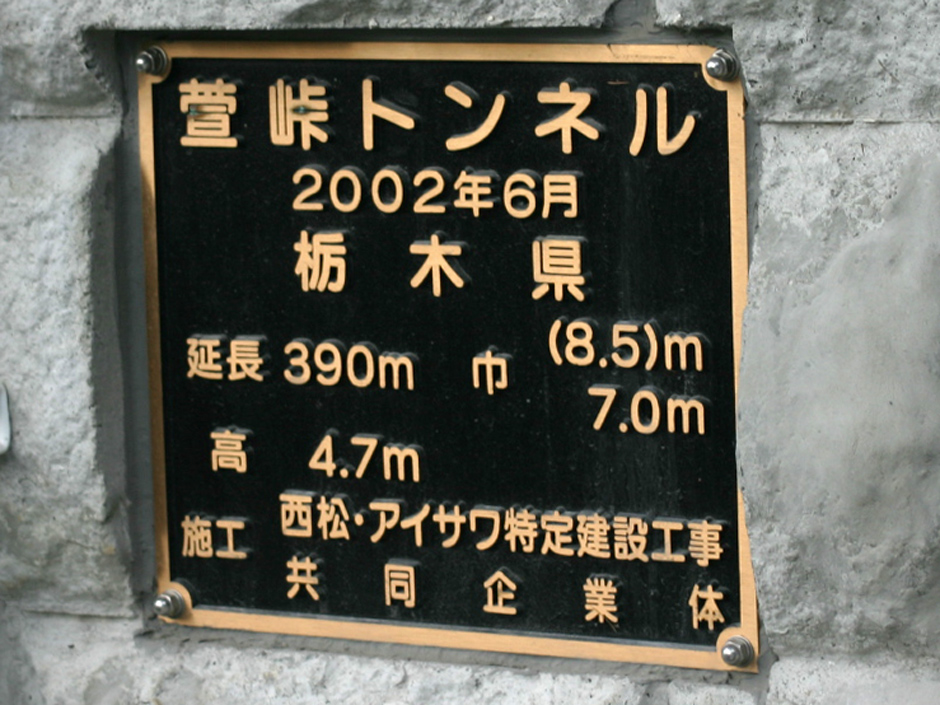 萱峠トンネル
2002年6月
栃木県
延長 390m 巾 (8.5)m
7.0m
高 4.7m
施工 西松・アイサワ特定建設工事
共同企業体